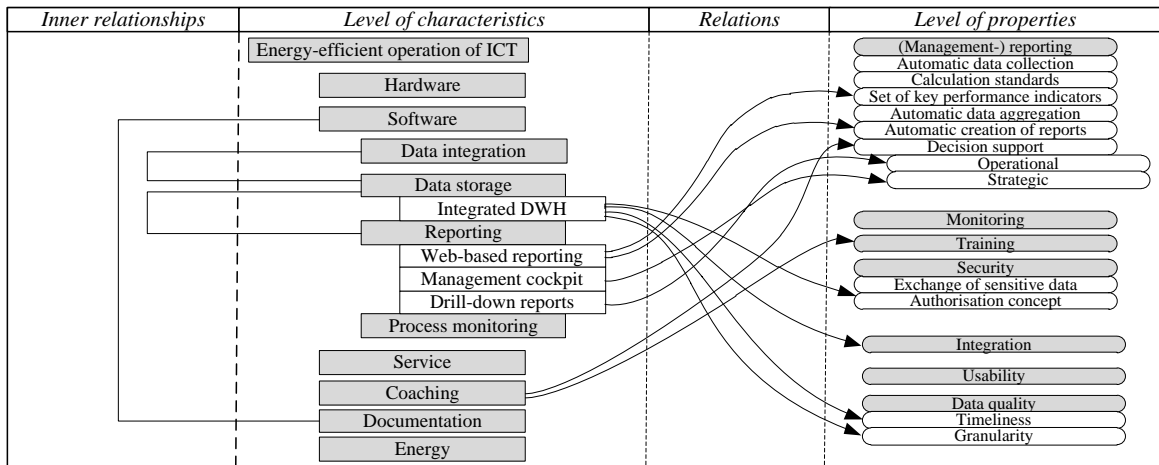 Inner relationships
Level of characteristics
Relations
Level of properties
Energy-efficient operation of ICT
Hardware
Software
Data integration
Data storage
Integrated DWH
Reporting
Web-based reporting
Management cockpit
Drill-down reports
Process monitoring
Service
Coaching
Documentation
Energy
(Management-) reporting
Automatic data collection
Calculation standards
Set of key performance indicators
Automatic data aggregation
Automatic creation of reports
Decision support
Operational
Strategic
Monitoring
Training
Security
Exchange of sensitive data
Authorisation concept
Integration
Usability
Data quality
Timeliness
Granularity